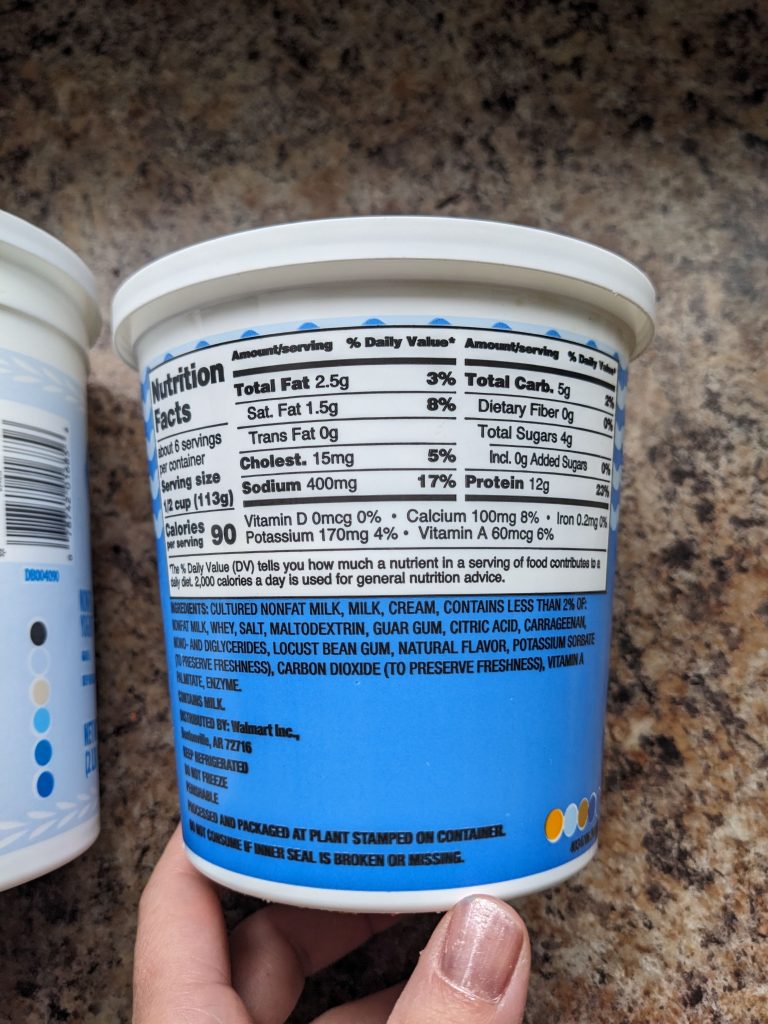 Nutrition
Facts
about 6 servings
per container
Serving size
1/2 cup (113g)
Calories
per serving 90
Amount/serving % Daily Value*
Total Fat 2.5g 3%
Sat. Fat 1.5g 8%
Trans Fat 0g
Cholest. 15mg 5%
Sodium 400mg 17%
Amount/serving % Daily Value*
Total Carb. 5g 2%
Dietary Fiber 0g 0%
Total Sugars 4g
Incl. 0g Added Sugars 0%
Protein 12g 23%
Vitamin D 0mcg 0% • Calcium 100mg 8% • Iron 0.2mg 0%
Potassium 170mg 4% • Vitamin A 60mcg 6%
*The % Daily Value (DV) tells you how much a nutrient in a serving of food contributes to a
daily diet. 2,000 calories a day is used for general nutrition advice.
INGREDIENTS: CULTURED NONFAT MILK, MILK, CREAM, CONTAINS LESS THAN 2% OF:
NONFAT MILK, WHEY, SALT, MALTODEXTRIN, GUAR GUM, CITRIC ACID, CARRAGEENAN,
MONO- AND DIGLYCERIDES, LOCUST BEAN GUM, NATURAL FLAVOR, POTASSIUM SORBATE
(TO PRESERVE FRESHNESS), CARBON DIOXIDE (TO PRESERVE FRESHNESS), VITAMIN A
PALMITATE, ENZYME.
CONTAINS MILK.
DISTRIBUTED BY: Walmart Inc.,
Bentonville, AR 72716
KEEP REFRIGERATED
DO NOT FREEZE
PERISHABLE
PROCESSED AND PACKAGED AT PLANT STAMPED ON CONTAINER.
DO NOT CONSUME IF INNER SEAL IS BROKEN OR MISSING.
DB004090